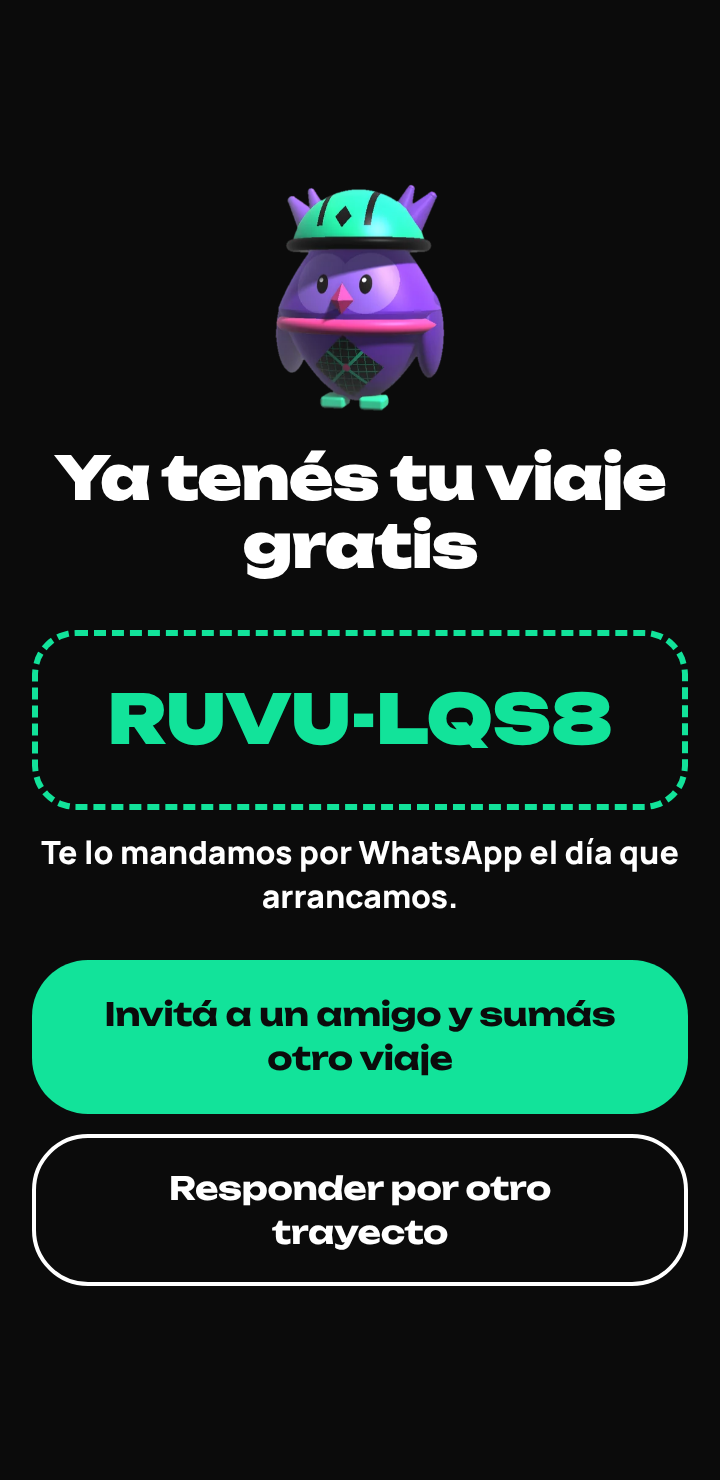 Ya tenés tu viaje
gratis
RUVU-LQS8
Te lo mandamos por WhatsApp el día que
arrancamos.
Invitá a un amigo y sumás
otro viaje
Responder por otro
trayecto